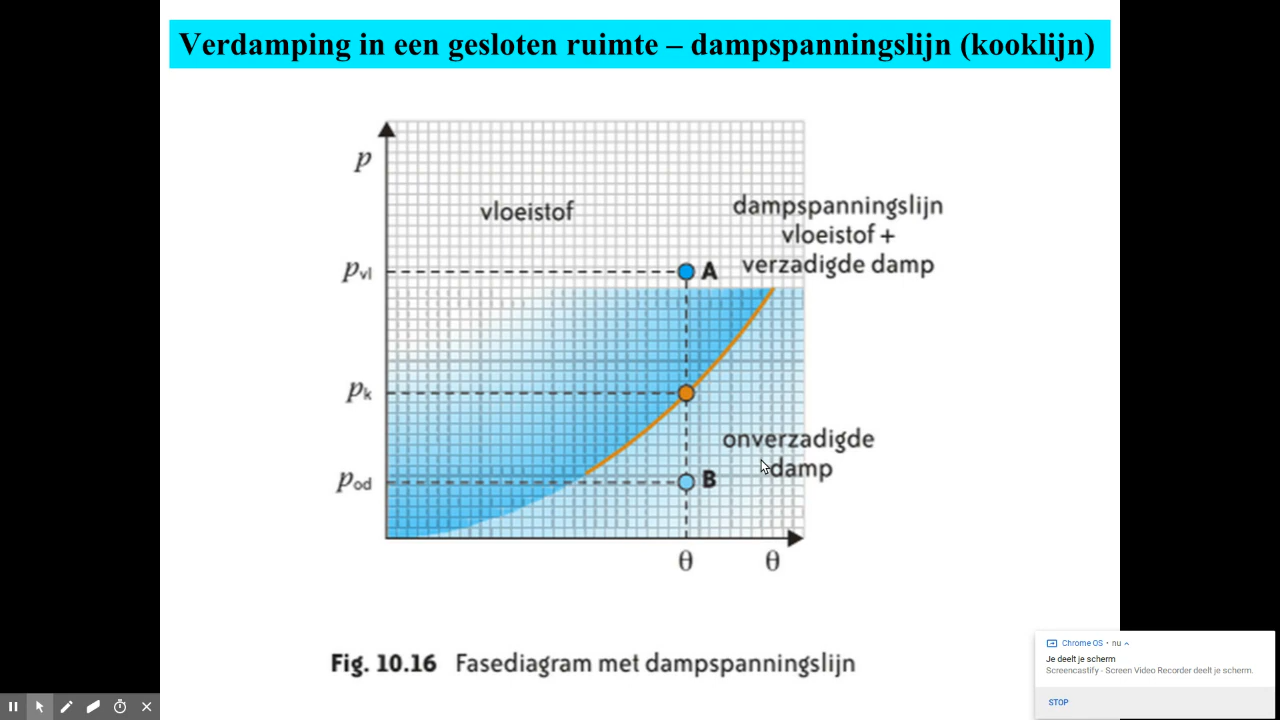 Verdamping in een gesloten ruimte – dampspanningslijn (kooklijn)
p
vloeistof
dampspanningslijn
vloeistof +
verzadigde damp
pvl
A
pk
onverzadigde
damp
pod
B
θ θ
Fig. 10.16 Fasediagram met dampspanningslijn
Chrome OS • nu
Je deelt je scherm
Screencastify - Screen Video Recorder deelt je scherm.
STOP